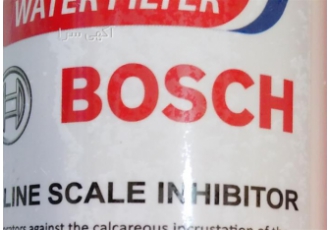 WATER FILTER
BOSCH
LINE SCALE INHIBITOR
against the calcareous incrustation of